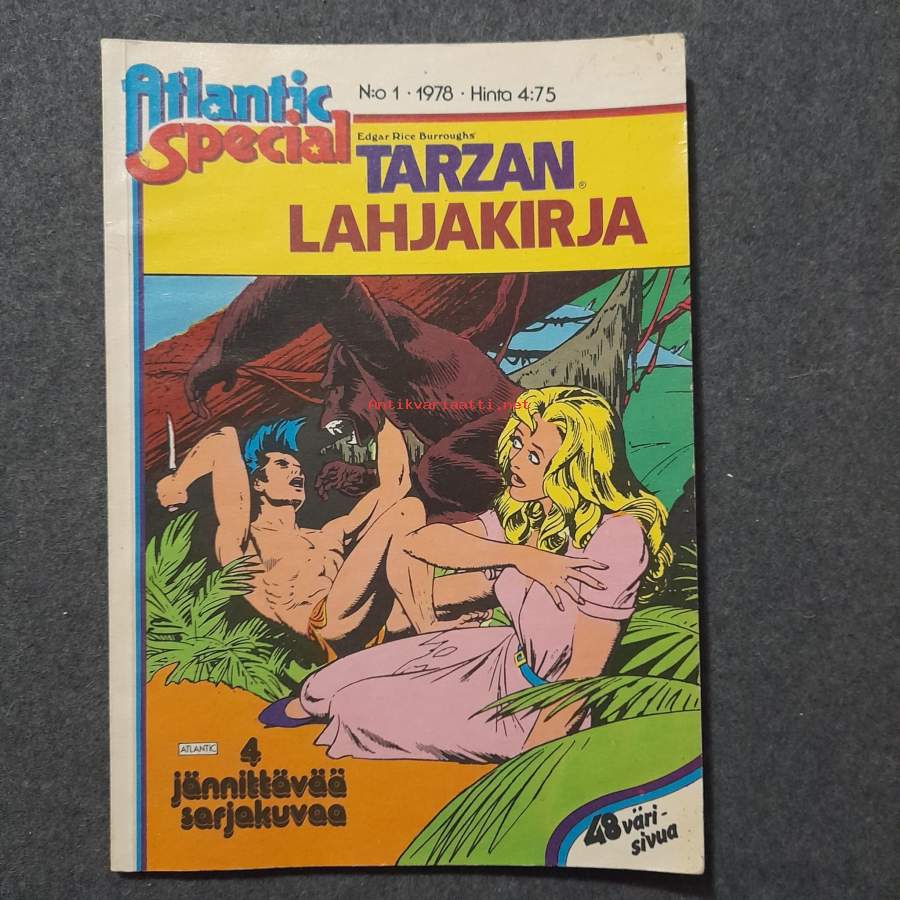 Atlantic
Special
N:o 1 · 1978 · Hinta 4:75
Edgar Rice Burroughs'
TARZAN®
LAHJAKIRJA
Antikvariaatti.net
ATLANTIC
4
jännittävää
sarjakuvaa
48 väri-
sivua